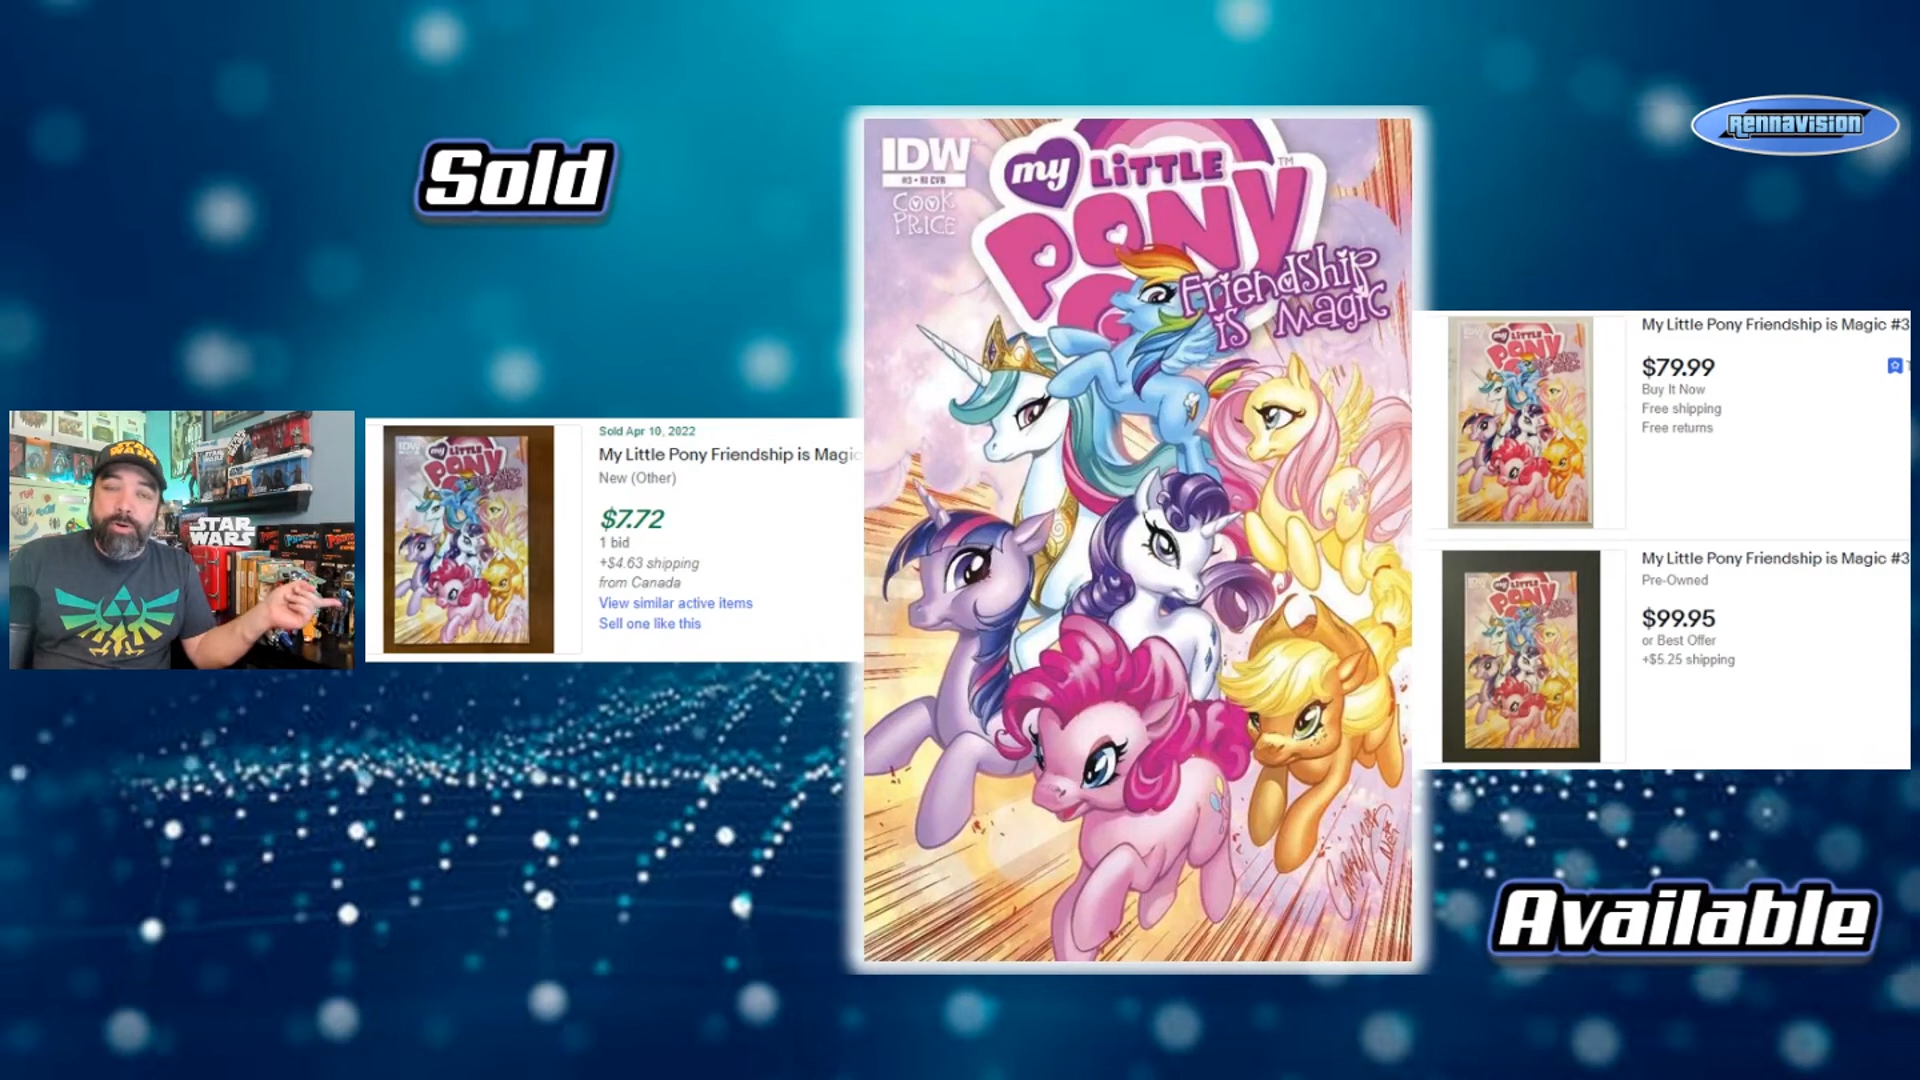 Sold
RENNAVISION
IDW
#3 • RI CVR
COOK
PRICE
my LiTTLE
PONY
TM
Friendship
is Magic
STAR
WARS
Sold Apr 10, 2022
My Little Pony Friendship is Magic
New (Other)
$7.72
1 bid
+$4.63 shipping
from Canada
View similar active items
Sell one like this
My Little Pony Friendship is Magic #3
$79.99
Buy It Now
Free shipping
Free returns
My Little Pony Friendship is Magic #3
Pre-Owned
$99.95
or Best Offer
+$5.25 shipping
Available